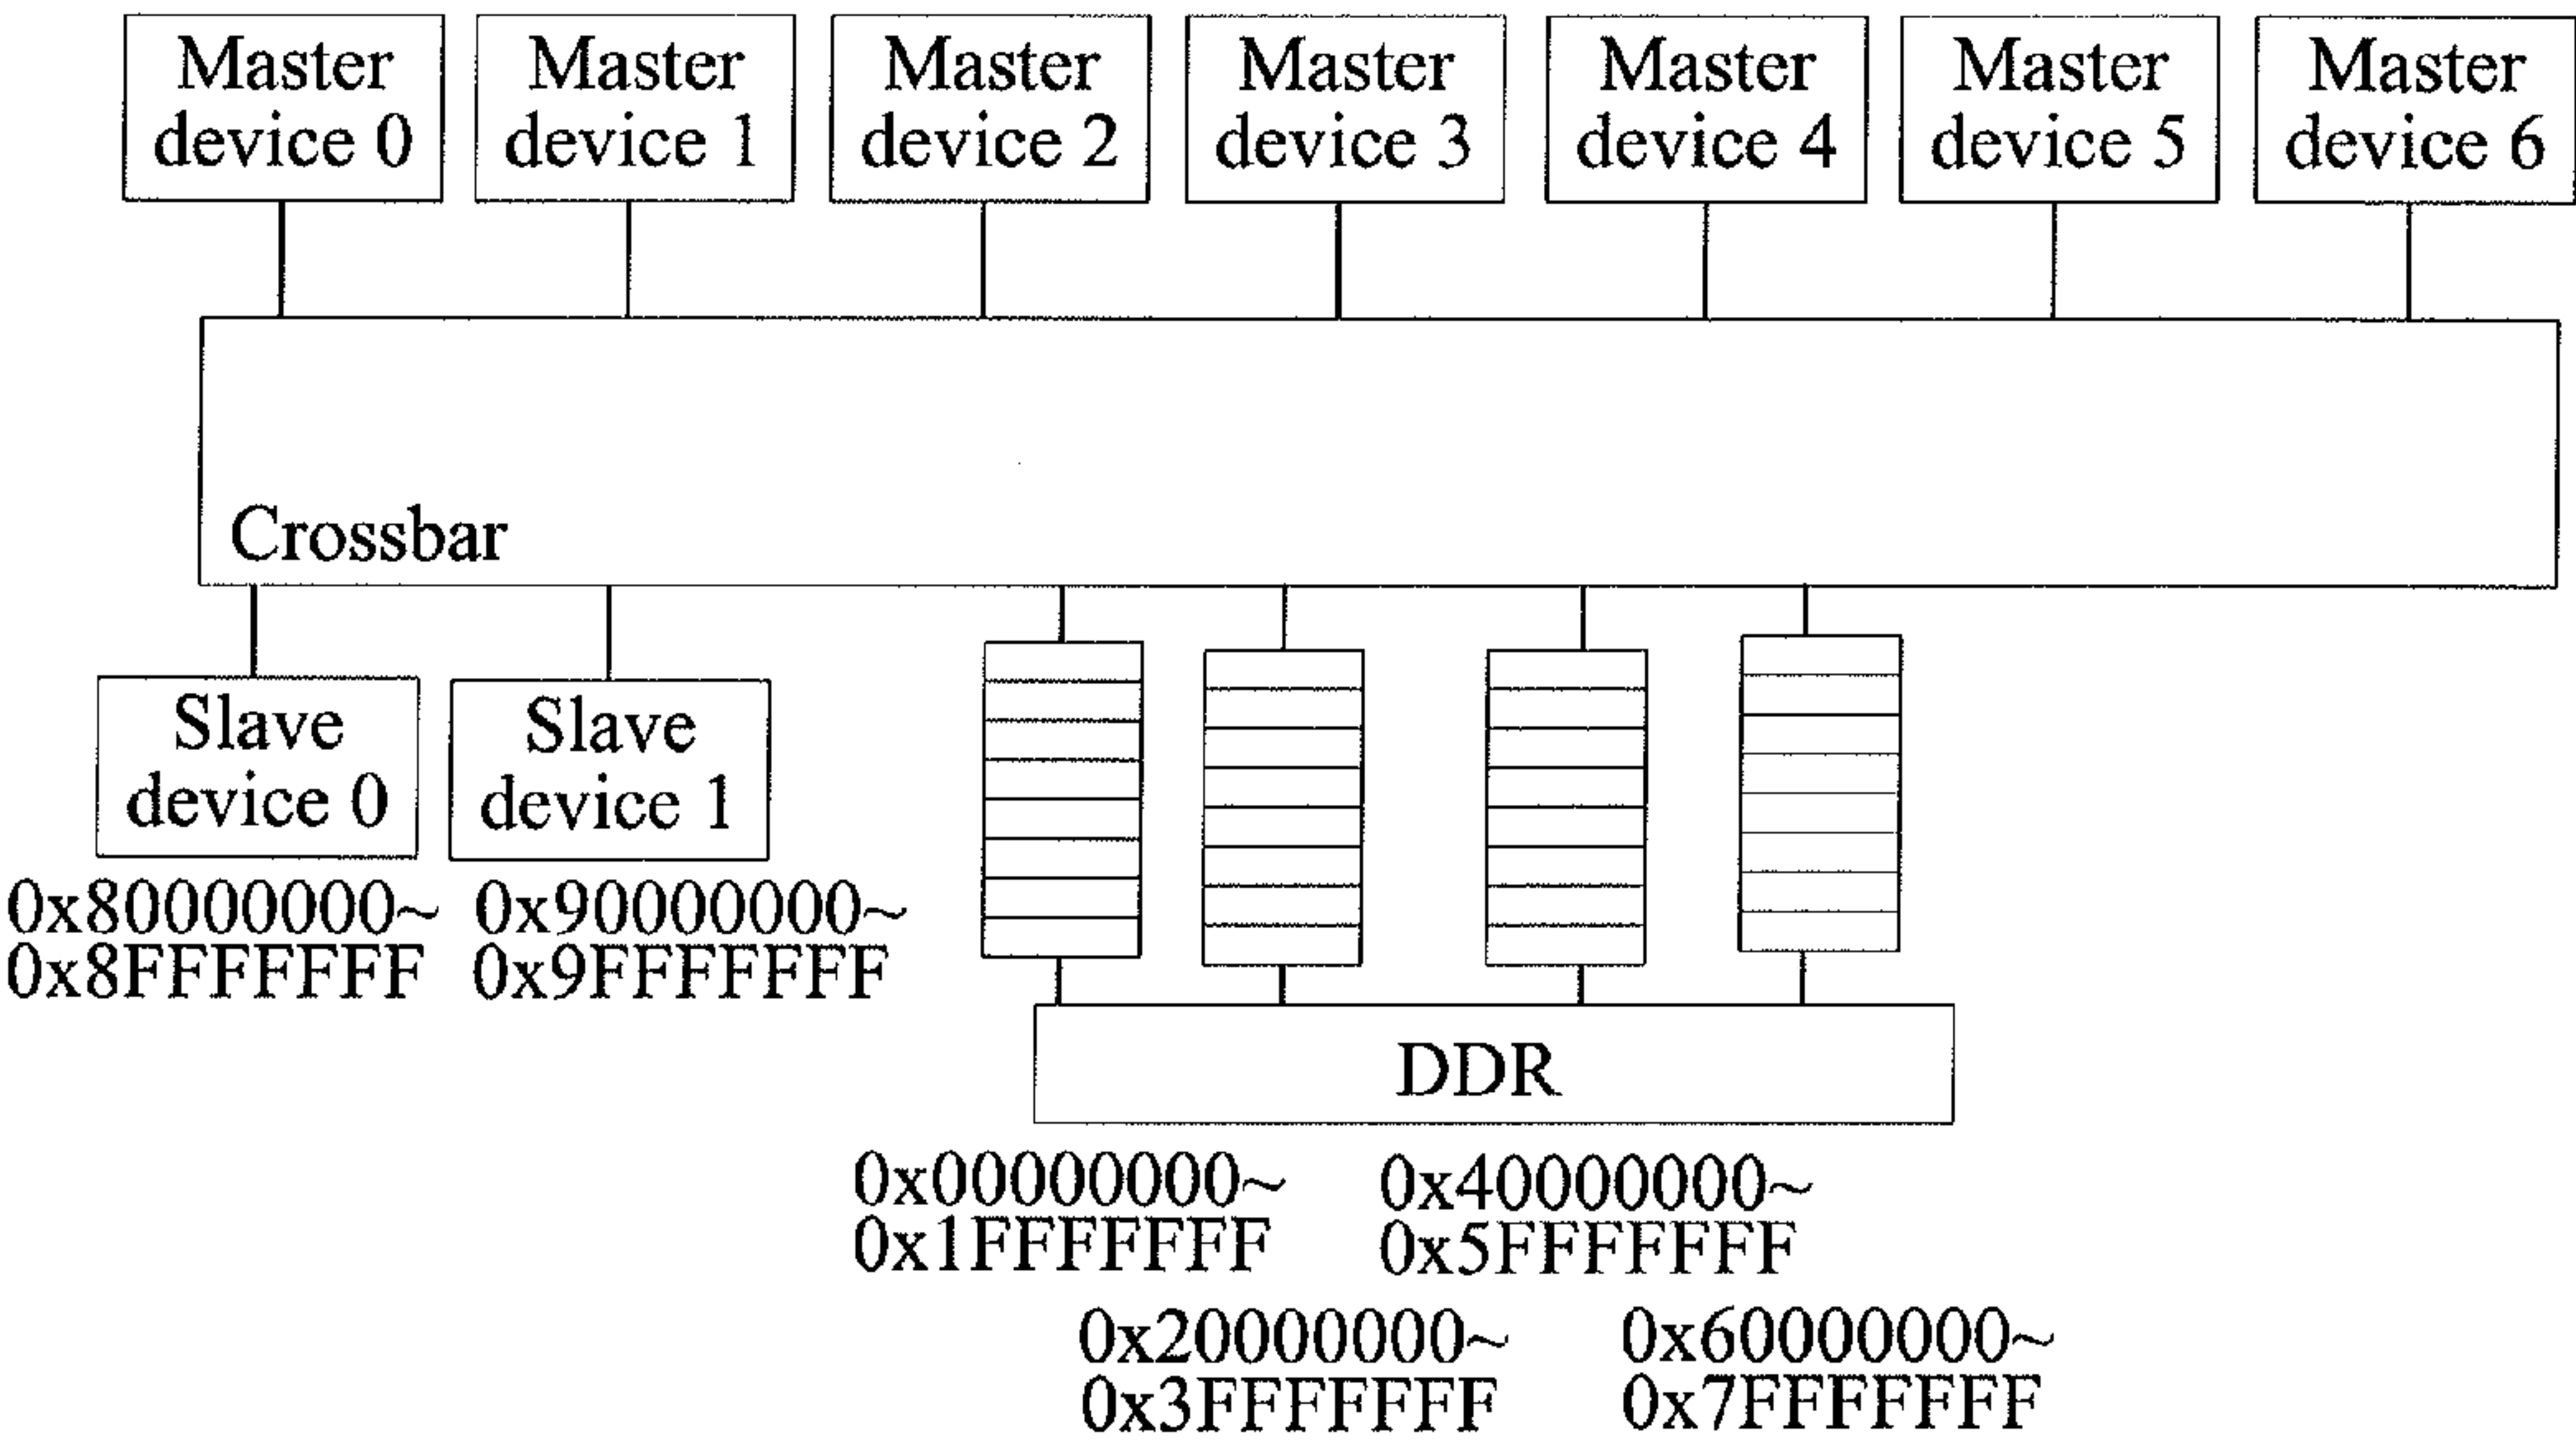 Master
device 0
Master
device 1
Master
device 2
Master
device 3
Master
device 4
Master
device 5
Master
device 6
Crossbar
Slave
device 0
Slave
device 1
0x80000000~
0x8FFFFFFF
0x90000000~
0x9FFFFFFF
DDR
0x00000000~
0x1FFFFFFF
0x40000000~
0x5FFFFFFF
0x20000000~
0x3FFFFFFF
0x60000000~
0x7FFFFFFF